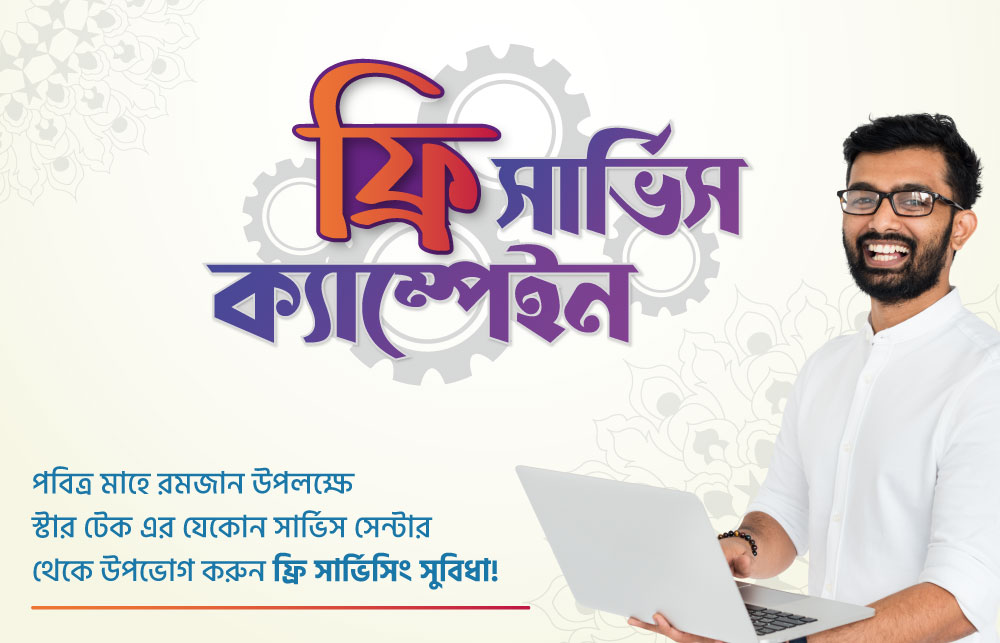 ফ্রি সার্ভিস
ক্যাম্পেইন
পবিত্র মাহে রমজান উপলক্ষে
স্টার টেক এর যেকোন সার্ভিস সেন্টার
থেকে উপভোগ করুন ফ্রি সার্ভিসিং সুবিধা!